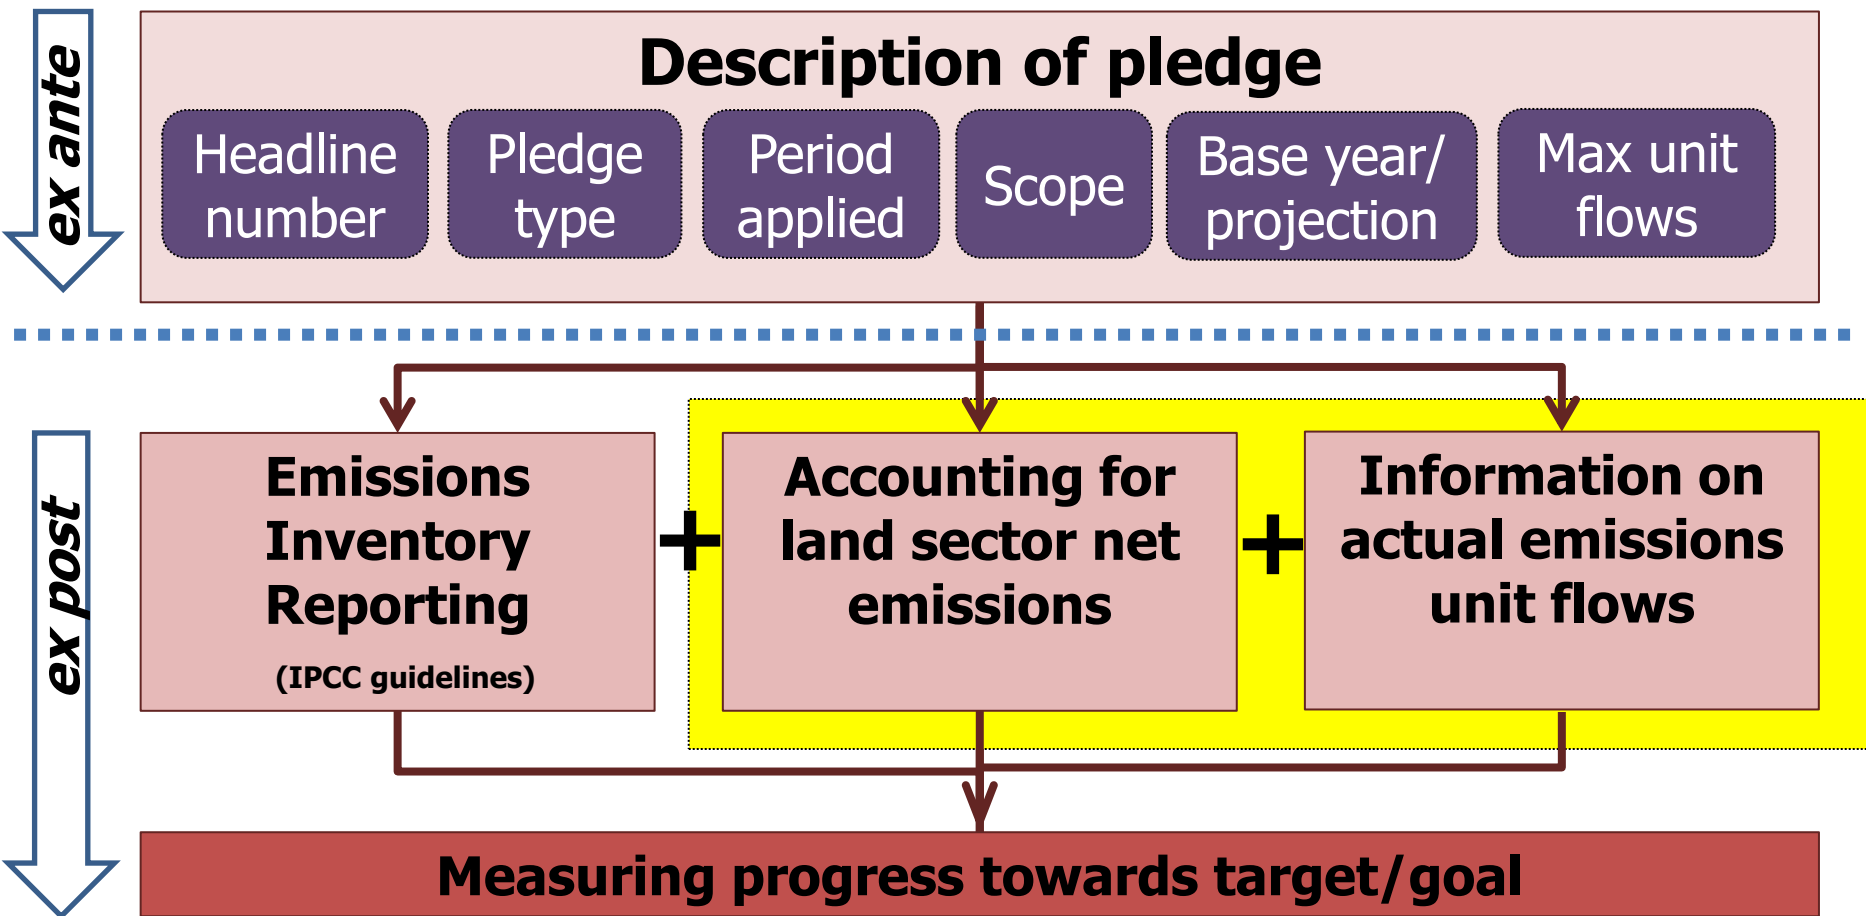 ex ante
Description of pledge
Headline
number
Pledge
type
Period
applied
Scope
Base year/
projection
Max unit
flows
ex post
Emissions
Inventory
Reporting
(IPCC guidelines)
+
Accounting for
land sector net
emissions
+
Information on
actual emissions
unit flows
Measuring progress towards target/goal